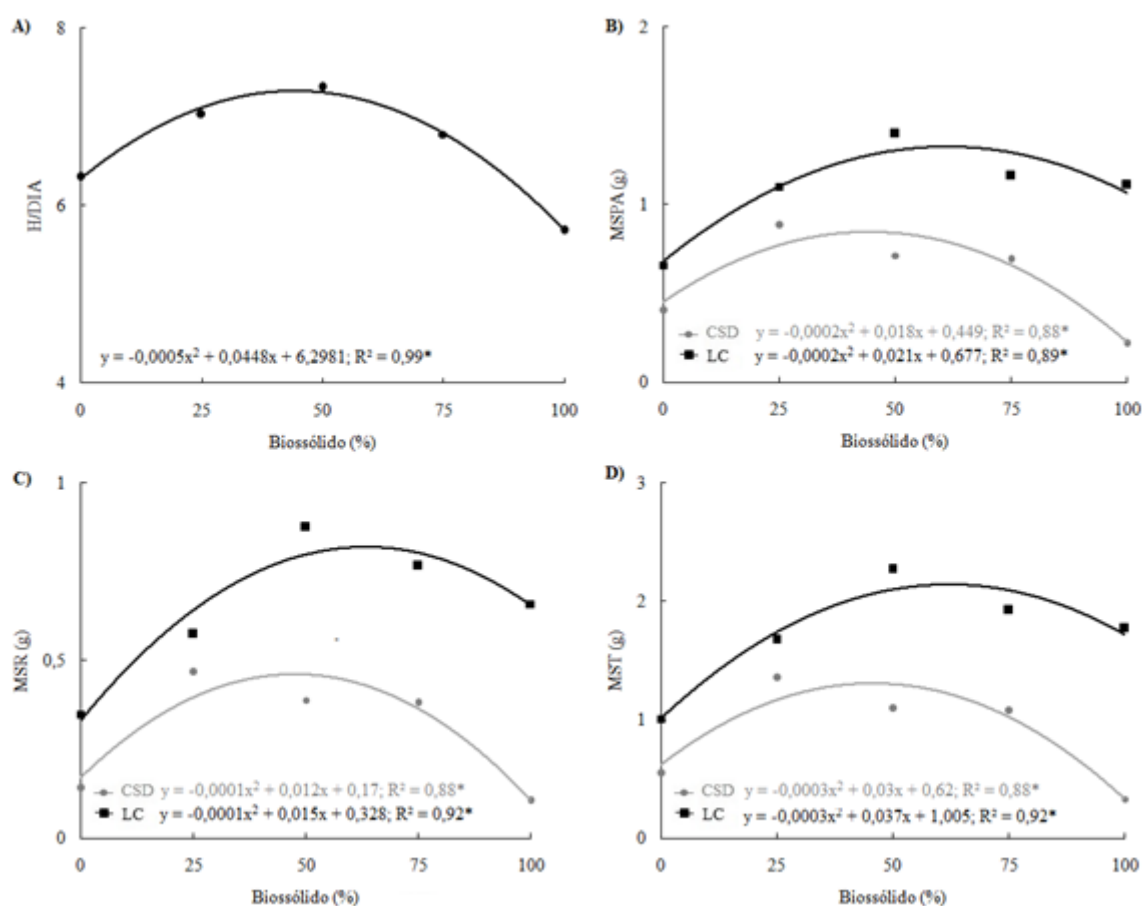 A)
8
6
4
H/DIA
y = -0,0005x² + 0,0448x + 6,2981; R² = 0,99*
0 25 50 75 100
Biossólido (%)
B)
2
1
0
MSPA (g)
CSD y = -0,0002x² + 0,018x + 0,449; R² = 0,88*
LC y = -0,0002x² + 0,021x + 0,677; R² = 0,89*
0 25 50 75 100
Biossólido (%)
C)
1
0,5
0
MSR (g)
CSD y = -0,0001x² + 0,012x + 0,17; R² = 0,88*
LC y = -0,0001x² + 0,015x + 0,328; R² = 0,92*
0 25 50 75 100
Biossólido (%)
D)
3
2
1
0
MST (g)
CSD y = -0,0003x² + 0,03x + 0,62; R² = 0,88*
LC y = -0,0003x² + 0,037x + 1,005; R² = 0,92*
0 25 50 75 100
Biossólido (%)